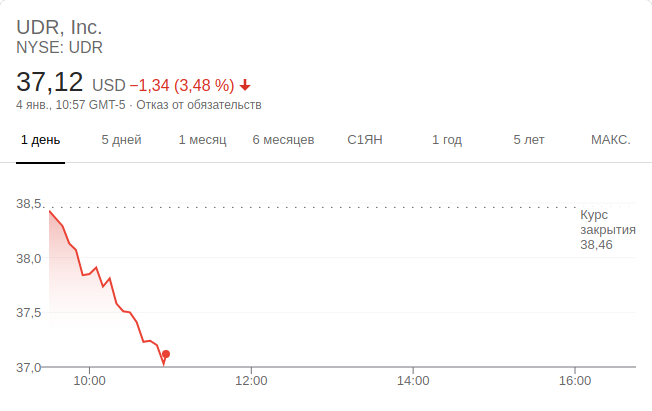 UDR, Inc.
NYSE: UDR
37,12 USD −1,34 (3,48 %)
4 янв., 10:57 GMT-5 · Отказ от обязательств
1 день 5 дней 1 месяц 6 месяцев С1ЯН 1 год 5 лет МАКС.
38,5
Курс
закрытия
38,46
38,0
37,5
37,0
10:00 12:00 14:00 16:00